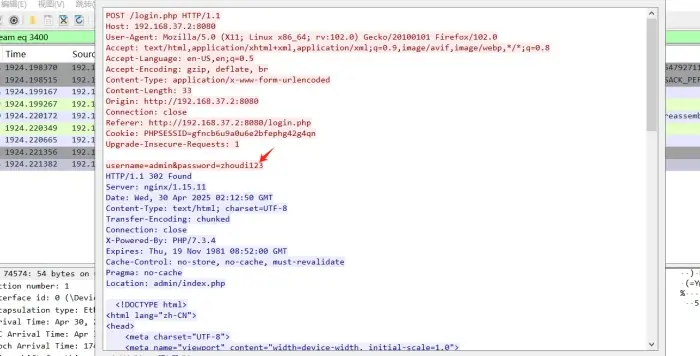 编辑(E) 视图(V) 跳转(
eam eq 3400
Time Source
1924.198370 192.1
1924.198515 192.1
1924.199167 192.1
1924.199267 192.1
1924.220172 192.1
1924.220349 192.1
1924.220665 192.1
1924.221356 192.1
1924.221382 192.1
POST /login.php HTTP/1.1
Host: 192.168.37.2:8080
User-Agent: Mozilla/5.0 (X11; Linux x86_64; rv:102.0) Gecko/20100101 Firefox/102.0
Accept: text/html,application/xhtml+xml,application/xml;q=0.9,image/avif,image/webp,*/*;q=0.8
Accept-Language: en-US,en;q=0.5
Accept-Encoding: gzip, deflate, br
Content-Type: application/x-www-form-urlencoded
Content-Length: 33
Origin: http://192.168.37.2:8080
Connection: close
Referer: http://192.168.37.2:8080/login.php
Cookie: PHPSESSID=gfncb6u9a0u6e2bfephg42g4qn
Upgrade-Insecure-Requests: 1
username=admin&password=zhoudi123
HTTP/1.1 302 Found
Server: nginx/1.15.11
Date: Wed, 30 Apr 2025 02:12:50 GMT
Content-Type: text/html; charset=UTF-8
Transfer-Encoding: chunked
Connection: close
X-Powered-By: PHP/7.3.4
Expires: Thu, 19 Nov 1981 08:52:00 GMT
Cache-Control: no-store, no-cache, must-revalidate
Pragma: no-cache
Location: admin/index.php
<!DOCTYPE html>
<html lang="zh-CN">
<head>
<meta charset="UTF-8">
<meta name="viewport" content="width=device-width, initial-scale=1.0">
54792711
SACK_PER
reassemb
74574: 54 bytes on
ction number: 1
terface id: 0 (\Devic
apsulation type: Eth
rival Time: Apr 30, 2
C Arrival Time: Apr
och Arrival Time: 174